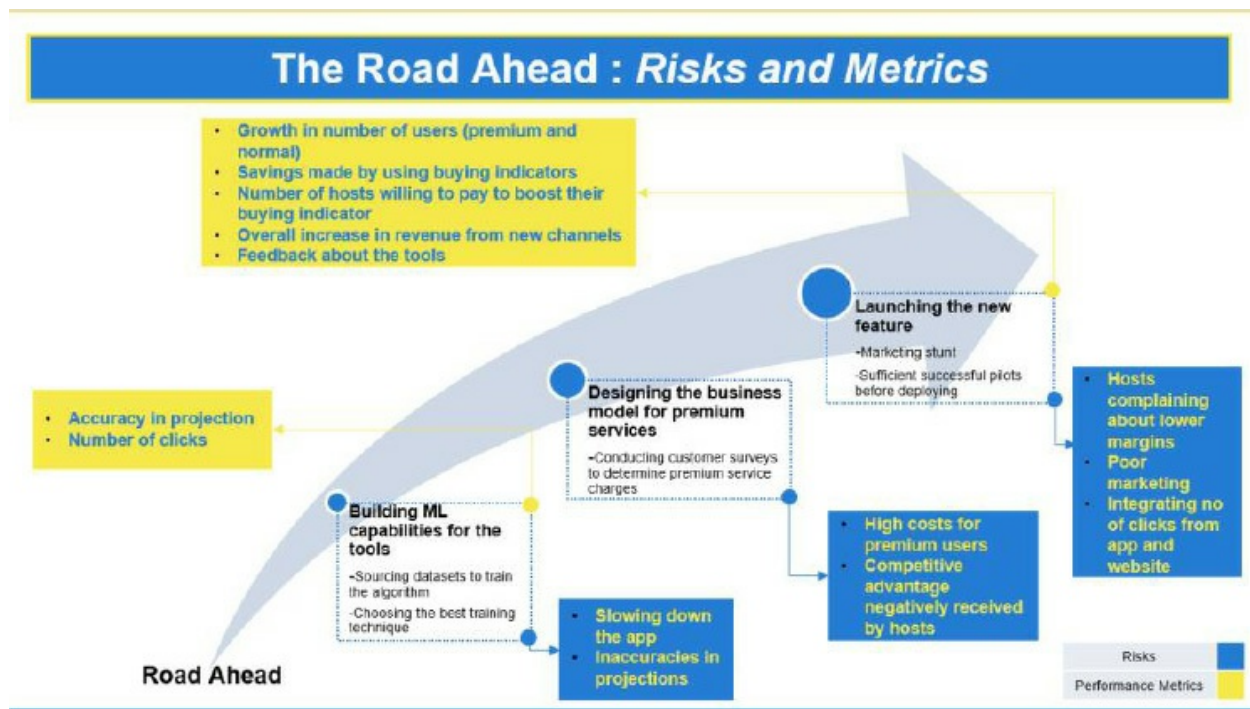 The Road Ahead : Risks and Metrics
• Growth in number of users (premium and
normal)
• Savings made by using buying indicators
• Number of hosts willing to pay to boost their
buying indicator
• Overall increase in revenue from new channels
• Feedback about the tools
Launching the new
feature
-Marketing stunt
-Sufficient successful pilots
before deploying
• Hosts
complaining
about lower
margins
• Poor
marketing
• Integrating no
of clicks from
app and
website
Designing the business
model for premium
services
-Conducting customer surveys
to determine premium service
charges
• High costs for
premium users
• Competitive
advantage
negatively received
by hosts
• Accuracy in projection
• Number of clicks
Building ML
capabilities for the
tools
-Sourcing datasets to train
the algorithm
-Choosing the best training
technique
• Slowing down
the app
• Inaccuracies in
projections
Road Ahead
Risks
Performance Metrics